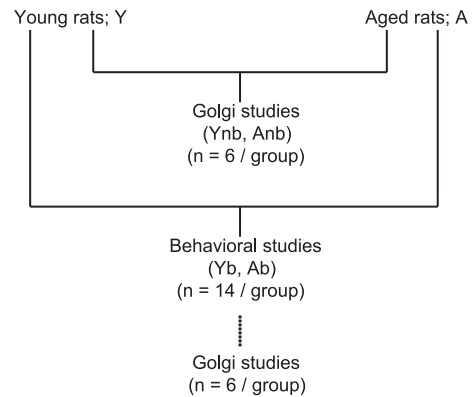 Young rats; Y
Aged rats; A
Golgi studies
(Ynb, Anb)
(n = 6 / group)
Behavioral studies
(Yb, Ab)
(n = 14 / group)
Golgi studies
(n = 6 / group)